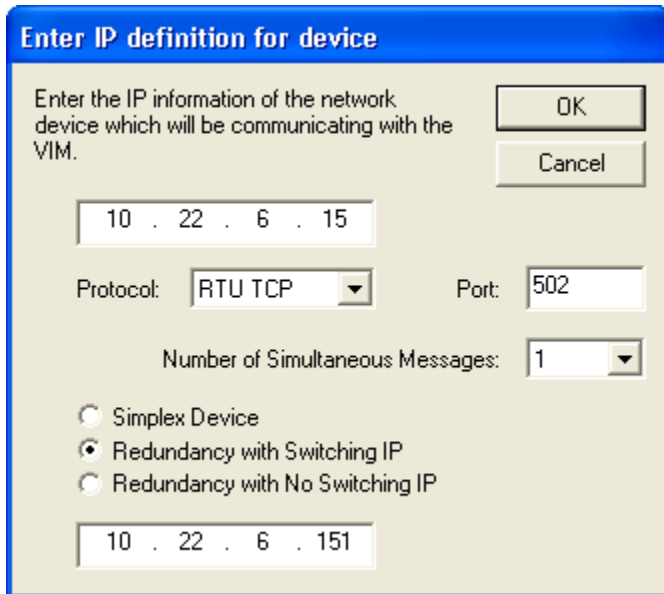 Enter IP definition for device
Enter the IP information of the network
device which will be communicating with the
VIM.
OK
Cancel
10 . 22 . 6 . 15
Protocol: RTU TCP Port: 502
Number of Simultaneous Messages: 1
Simplex Device
Redundancy with Switching IP
Redundancy with No Switching IP
10 . 22 . 6 . 151